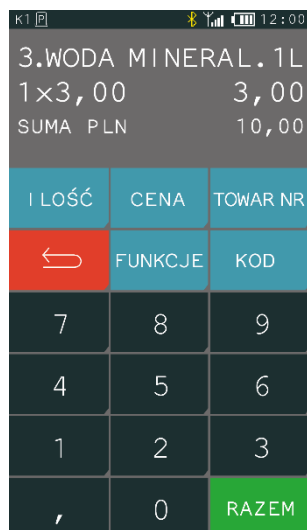 K1 P 12:00
3.WODA MINERAL.1L
1×3,00 3,00
SUMA PLN 10,00
ILOŚĆ CENA TOWAR NR
FUNKCJE KOD
7 8 9
4 5 6
1 2 3
, 0 RAZEM